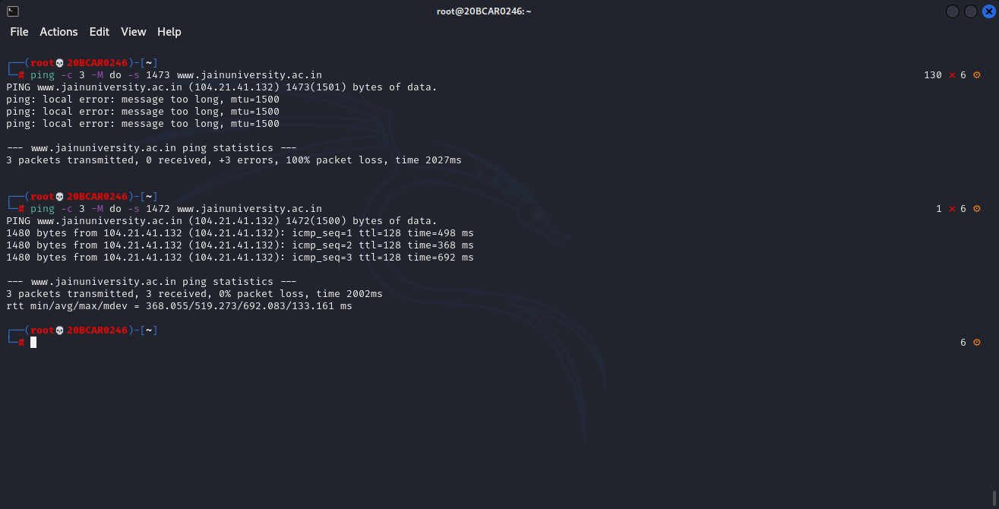 root@20BCAR0246:~
File Actions Edit View Help
┌──(root💀20BCAR0246)-[~]
└─# ping -c 3 -M do -s 1473 www.jainuniversity.ac.in 130 ⨯ 6 ⚙
PING www.jainuniversity.ac.in (104.21.41.132) 1473(1501) bytes of data.
ping: local error: message too long, mtu=1500
ping: local error: message too long, mtu=1500
ping: local error: message too long, mtu=1500
--- www.jainuniversity.ac.in ping statistics ---
3 packets transmitted, 0 received, +3 errors, 100% packet loss, time 2027ms
┌──(root💀20BCAR0246)-[~]
└─# ping -c 3 -M do -s 1472 www.jainuniversity.ac.in 1 ⨯ 6 ⚙
PING www.jainuniversity.ac.in (104.21.41.132) 1472(1500) bytes of data.
1480 bytes from 104.21.41.132 (104.21.41.132): icmp_seq=1 ttl=128 time=498 ms
1480 bytes from 104.21.41.132 (104.21.41.132): icmp_seq=2 ttl=128 time=368 ms
1480 bytes from 104.21.41.132 (104.21.41.132): icmp_seq=3 ttl=128 time=692 ms
--- www.jainuniversity.ac.in ping statistics ---
3 packets transmitted, 3 received, 0% packet loss, time 2002ms
rtt min/avg/max/mdev = 368.055/519.273/692.083/133.161 ms
┌──(root💀20BCAR0246)-[~]
└─# 6 ⚙